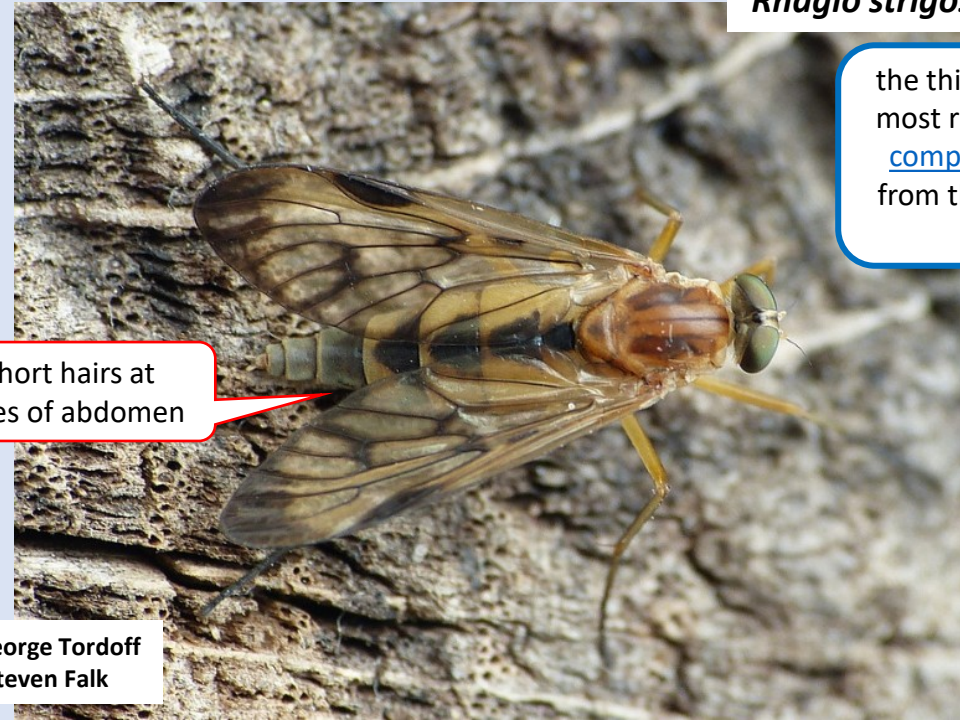 Rhagio strigos
the thi
most r
comp
from t
hort hairs at
es of abdomen
eorge Tordoff
teven Falk